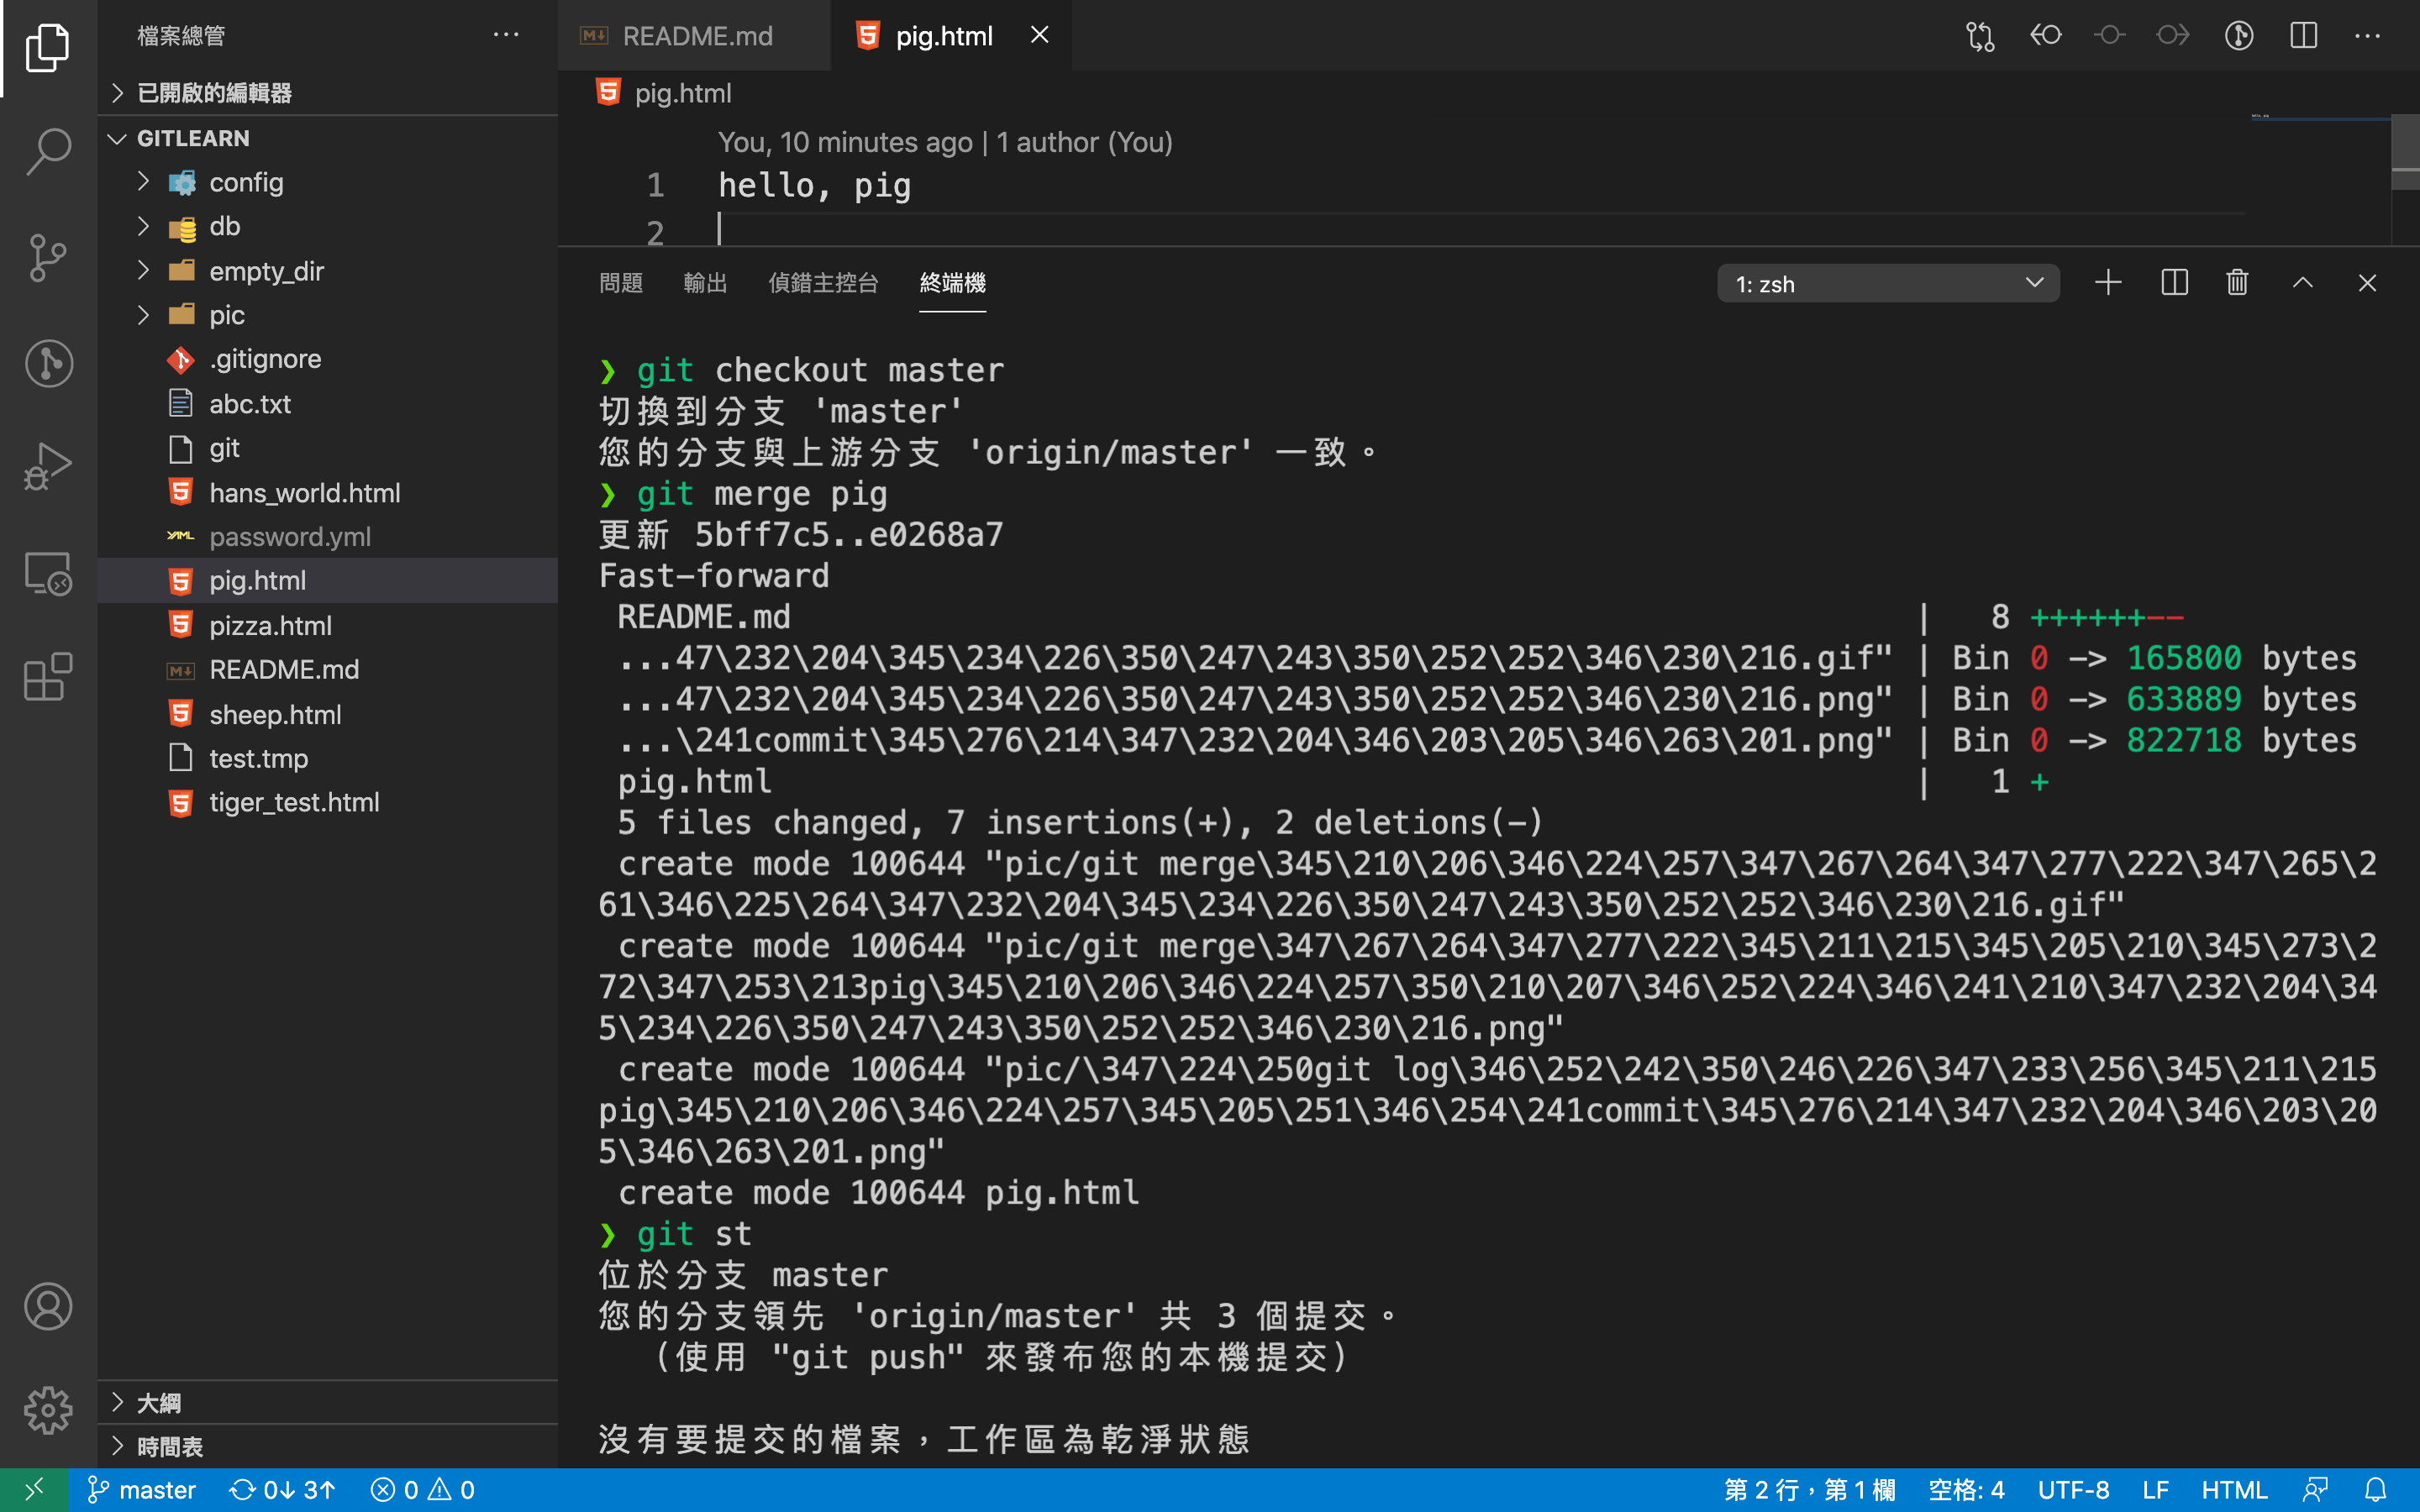 檔案總管
已開啟的編輯器
GITLEARN
config
db
empty_dir
pic
.gitignore
abc.txt
git
hans_world.html
password.yml
pig.html
pizza.html
README.md
sheep.html
test.tmp
tiger_test.html
大綱
時間表
README.md
pig.html
pig.html
You, 10 minutes ago | 1 author (You)
1 hello, pig
2
問題 輸出 偵錯主控台 終端機
1: zsh
❯ git checkout master
切換到分支 'master'
您的分支與上游分支 'origin/master' 一致。
❯ git merge pig
更新 5bff7c5..e0268a7
Fast-forward
README.md | 8 ++++++--
...47\232\204\345\234\226\350\247\243\350\252\252\346\230\216.gif" | Bin 0 -> 165800 bytes
...47\232\204\345\234\226\350\247\243\350\252\252\346\230\216.png" | Bin 0 -> 633889 bytes
...\241commit\345\276\214\347\232\204\346\203\205\346\263\201.png" | Bin 0 -> 822718 bytes
pig.html | 1 +
5 files changed, 7 insertions(+), 2 deletions(-)
create mode 100644 "pic/git merge\345\210\206\346\224\257\347\267\264\347\277\222\347\265\2
61\346\225\264\347\232\204\345\234\226\350\247\243\350\252\252\346\230\216.gif"
create mode 100644 "pic/git merge\347\267\264\347\277\222\345\211\215\345\205\210\345\273\2
72\347\253\213pig\345\210\206\346\224\257\350\210\207\346\252\224\346\241\210\347\232\204\34
5\234\226\350\247\243\350\252\252\346\230\216.png"
create mode 100644 "pic/\347\224\250git log\346\252\242\350\246\226\347\233\256\345\211\215
pig\345\210\206\346\224\257\345\205\251\346\254\241commit\345\276\214\347\232\204\346\203\20
5\346\263\201.png"
create mode 100644 pig.html
❯ git st
位於分支 master
您的分支領先 'origin/master' 共 3 個提交。
（使用 "git push" 來發布您的本機提交）
沒有要提交的檔案，工作區為乾淨狀態
master 0↓ 3↑ 0 0 第 2 行，第 1 欄 空格: 4 UTF-8 LF HTML